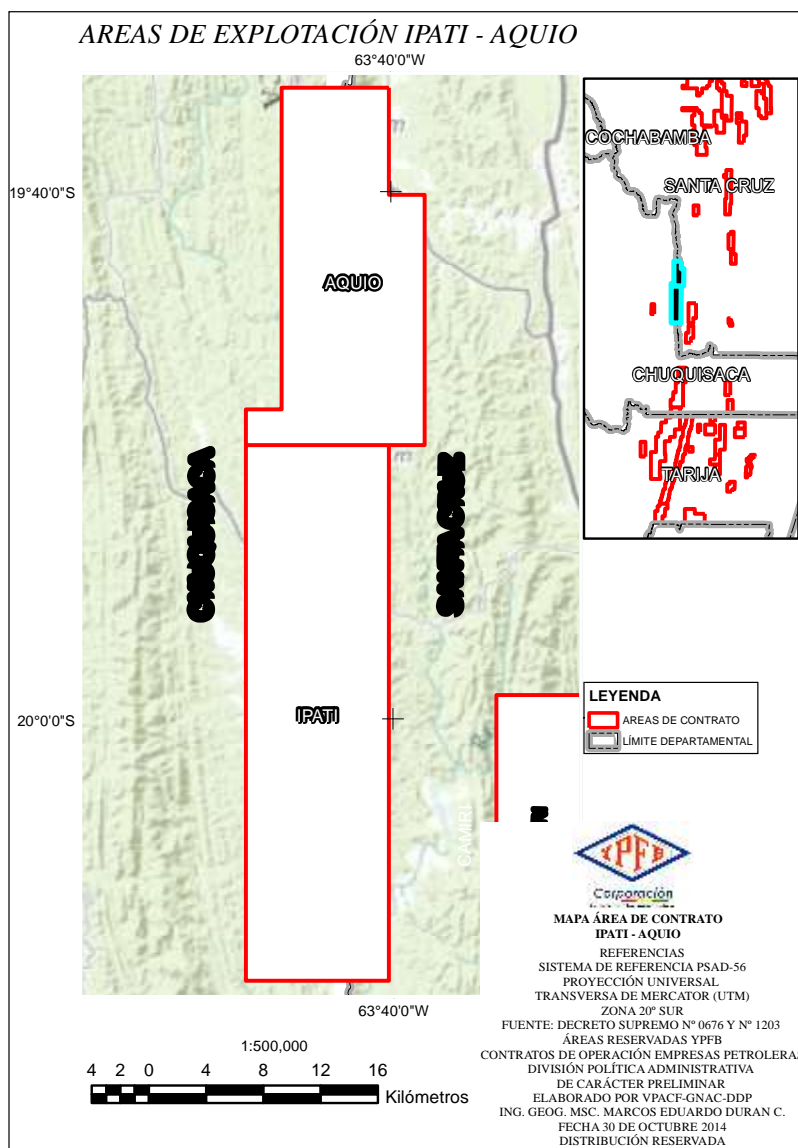 AREAS DE EXPLOTACIÓN IPATI - AQUIO
63°40'0"W
19°40'0"S
AQUIO
IPATI
20°0'0"S
CAMIRI
63°40'0"W
COCHABAMBA
SANTA CRUZ
CHUQUISACA
TARIJA
LEYENDA
AREAS DE CONTRATO
LÍMITE DEPARTAMENTAL
YPFB
Corporación
MAPA ÁREA DE CONTRATO
IPATI - AQUIO
REFERENCIAS
SISTEMA DE REFERENCIA PSAD-56
PROYECCIÓN UNIVERSAL
TRANSVERSA DE MERCATOR (UTM)
ZONA 20º SUR
FUENTE: DECRETO SUPREMO Nº 0676 Y Nº 1203
ÁREAS RESERVADAS YPFB
CONTRATOS DE OPERACIÓN EMPRESAS PETROLERA
DIVISIÓN POLÍTICA ADMINISTRATIVA
DE CARÁCTER PRELIMINAR
ELABORADO POR VPACF-GNAC-DDP
ING. GEOG. MSC. MARCOS EDUARDO DURAN C.
FECHA 30 DE OCTUBRE 2014
DISTRIBUCIÓN RESERVADA
1:500,000
4 2 0 4 8 12 16
Kilómetros